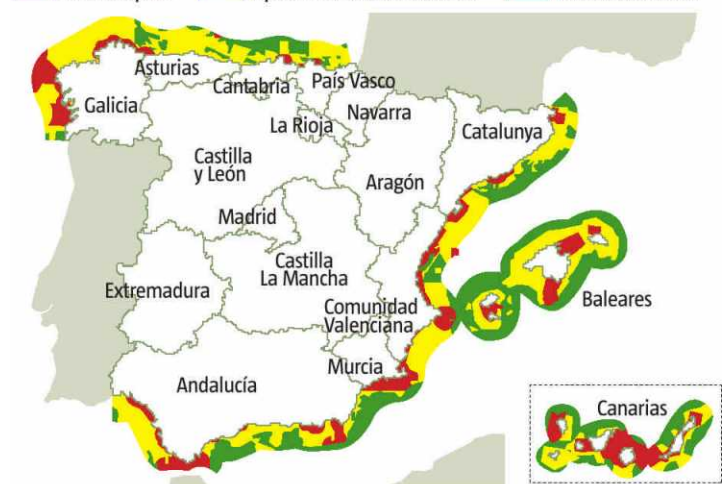 Asturias
Cantabria
País Vasco
Galicia
Navarra
La Rioja
Catalunya
Castilla
y León
Aragón
Madrid
Castilla
La Mancha
Extremadura
Baleares
Comunidad
Valenciana
Murcia
Andalucía
Canarias